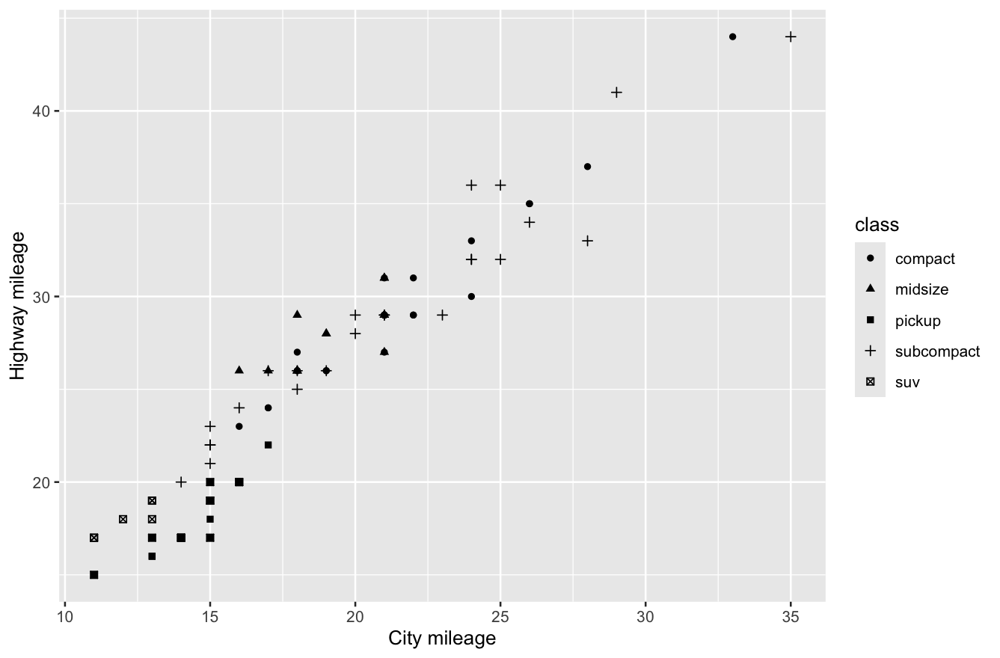 40
30
20
10 15 20 25 30 35
City mileage
Highway mileage
class
compact
midsize
pickup
subcompact
suv